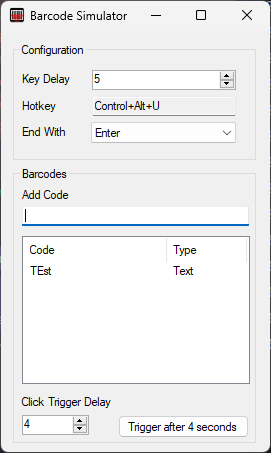 Barcode Simulator
Configuration
Key Delay 5
Hotkey Control+Alt+U
End With Enter
Barcodes
Add Code
Code Type
TEst Text
Click Trigger Delay
4 Trigger after 4 seconds